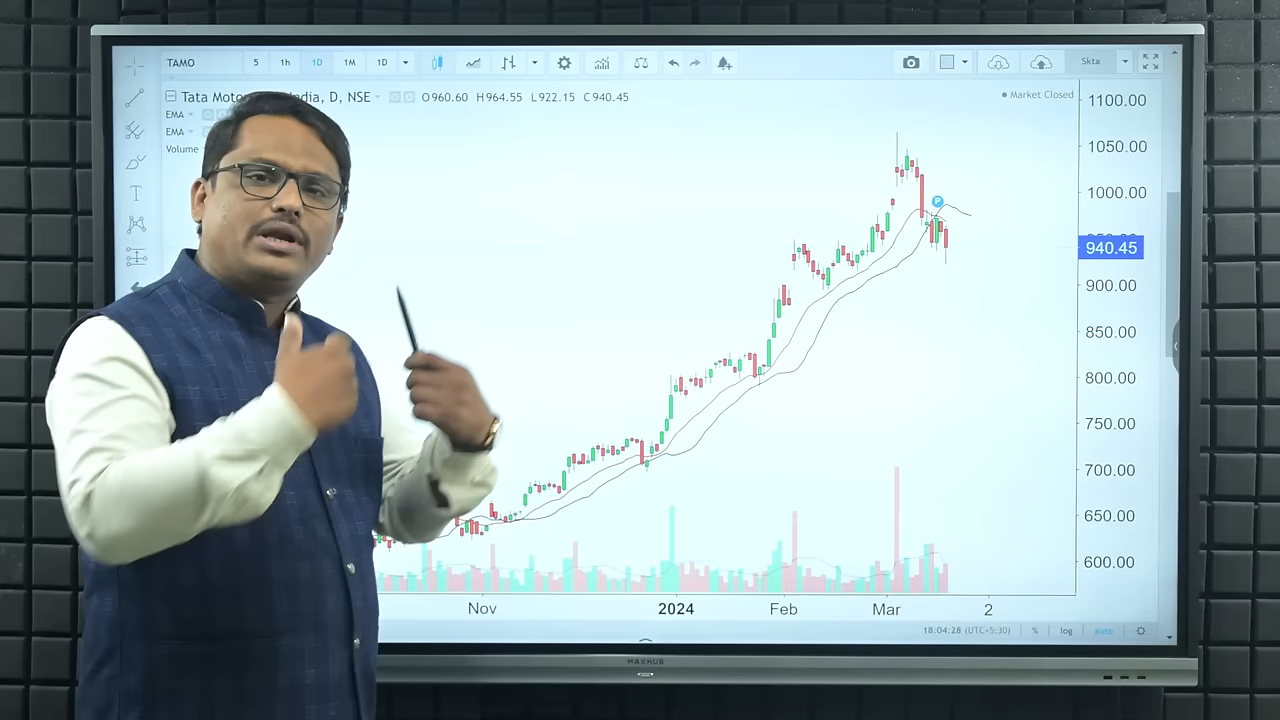 TAMO 5 1h 1D 1M 1D Skta
Tata Moto ndia, D, NSE O960.60 H964.55 L922.15 C940.45
Market Closed
EMA
EMA
Volume
P
1100.00
1050.00
1000.00
940.45
900.00
850.00
800.00
750.00
700.00
650.00
600.00
Nov 2024 Feb Mar 2
18:04:28 (UTC+5:30) % log auto
MAXHUB